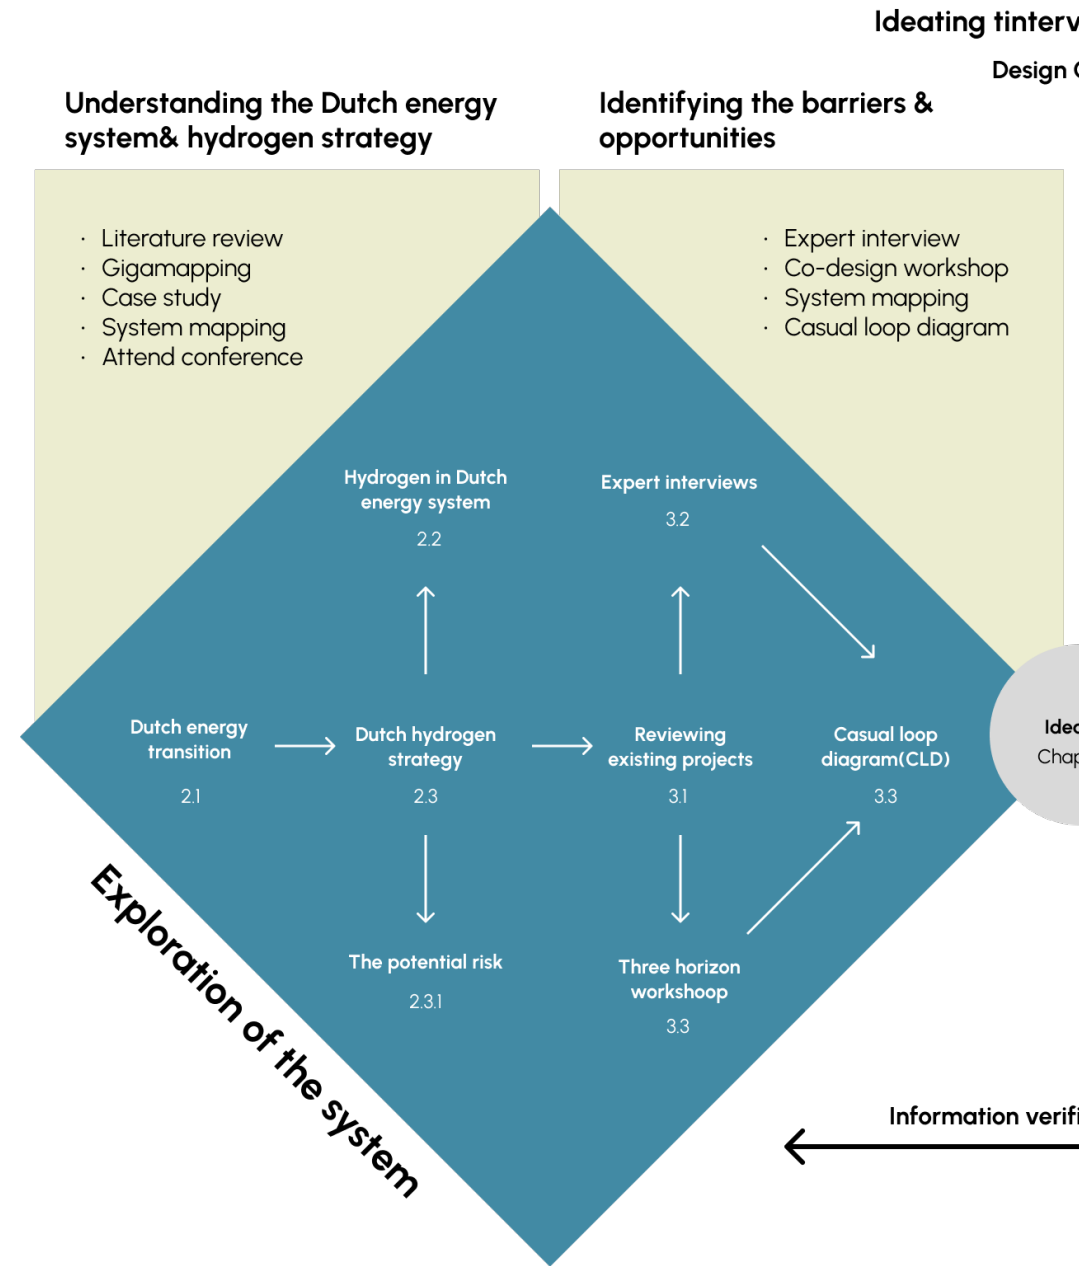 Ideating
Design
Understanding the Dutch energy
system& hydrogen strategy
Identifying the barriers &
opportunities
· Literature review
· Gigamapping
· Case study
· System mapping
· Attend conference
· Expert interview
· Co-design workshop
· System mapping
· Casual loop diagram
Hydrogen in Dutch
energy system
2.2
Expert interviews
3.2
Dutch energy
transition
2.1
Dutch hydrogen
strategy
2.3
Reviewing
existing projects
3.1
Casual loop
diagram(CLD)
3.3
The potential risk
2.3.1
Three horizon
workshoop
3.3
Exploration of the system
Information